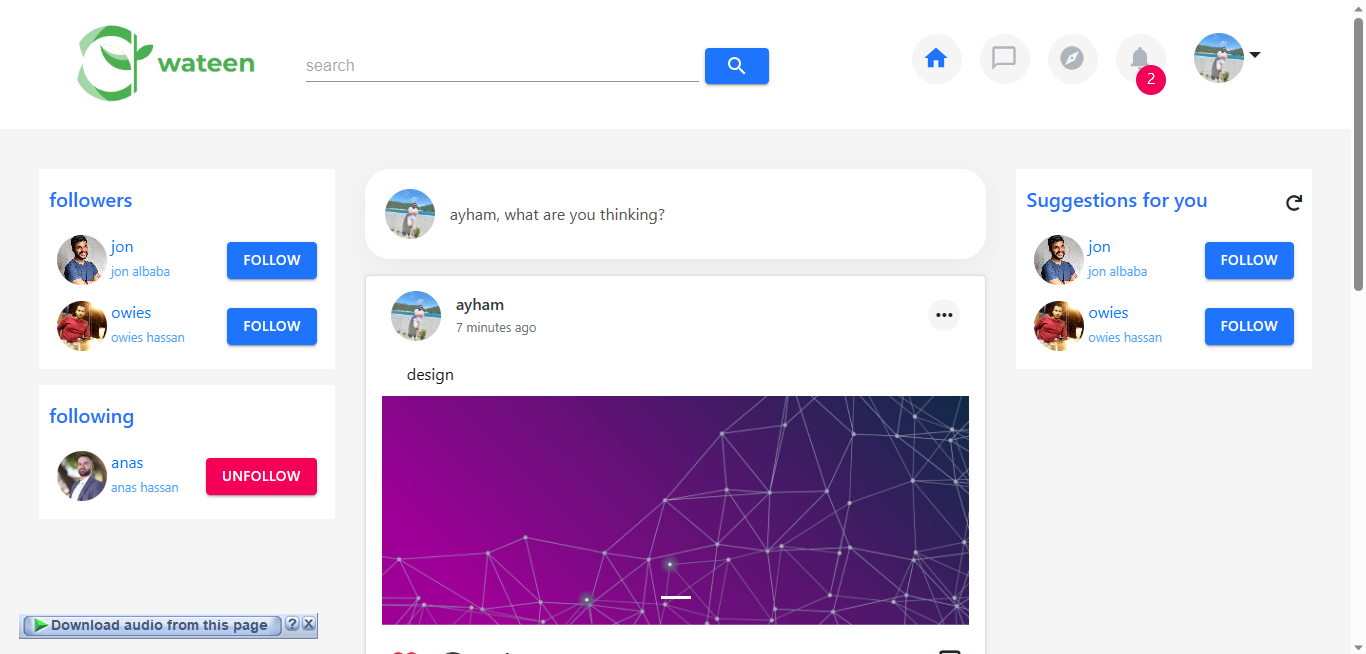 wateen
search
2
followers
jon
jon albaba
FOLLOW
owies
owies hassan
FOLLOW
following
anas
anas hassan
UNFOLLOW
ayham, what are you thinking?
ayham
7 minutes ago
design
Suggestions for you
jon
jon albaba
FOLLOW
owies
owies hassan
FOLLOW
Download audio from this page
?